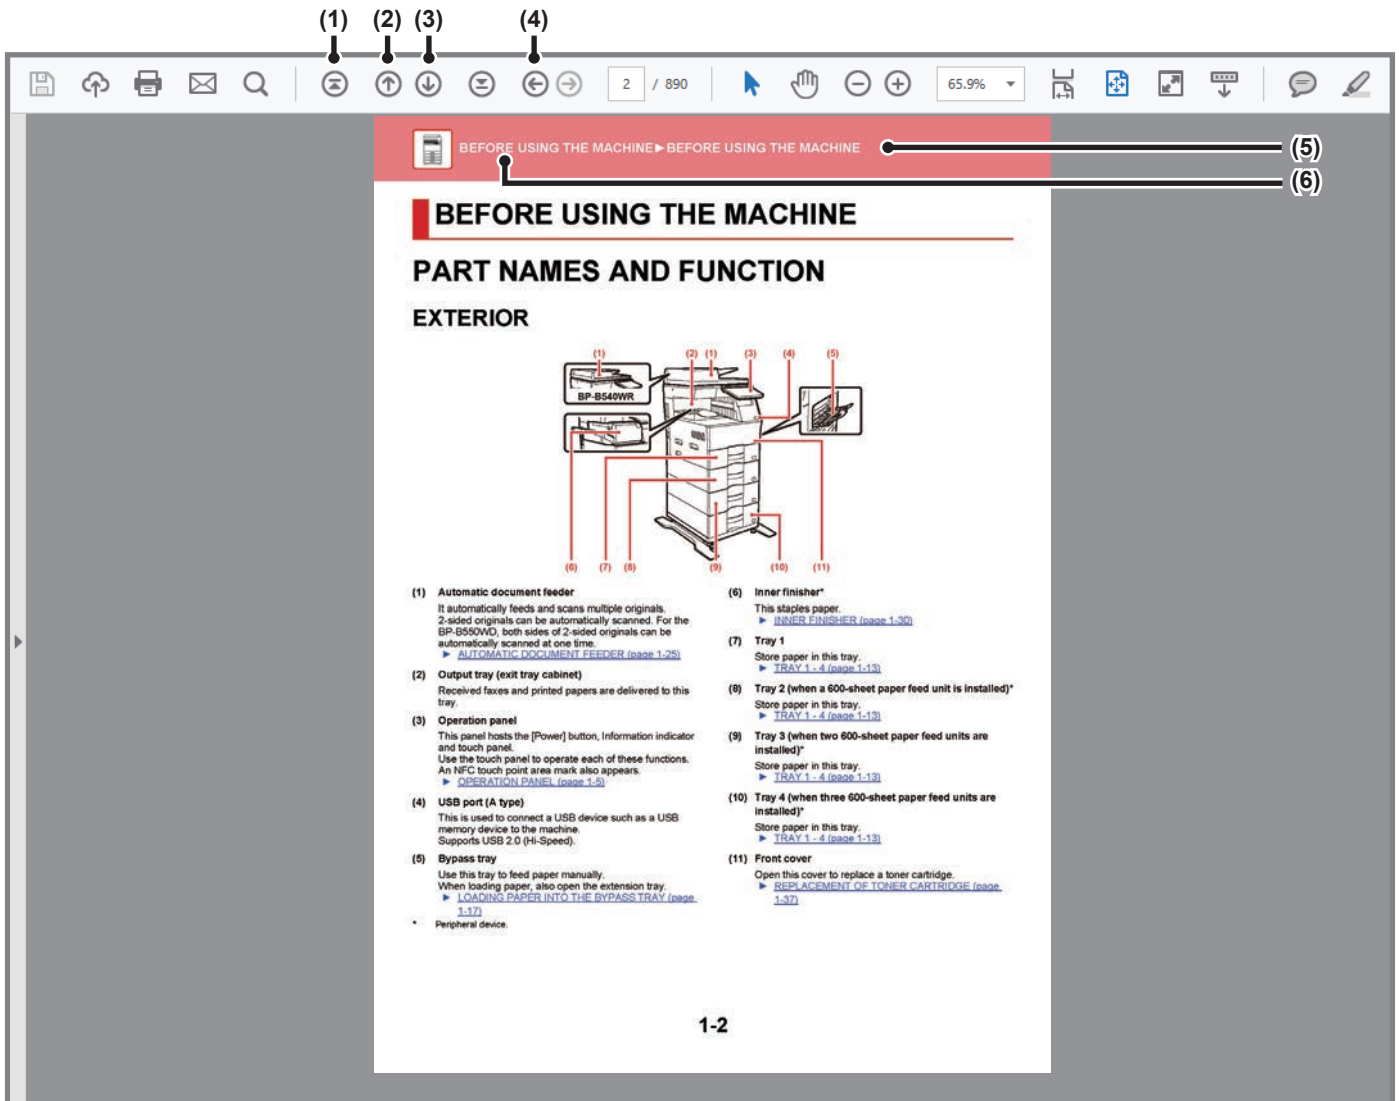 (1) (2) (3) (4)
2 / 890 65.9%
BEFORE USING THE MACHINE►BEFORE USING THE MACHINE
(5)
(6)
BEFORE USING THE MACHINE
PART NAMES AND FUNCTION
EXTERIOR
(1) (2) (1) (3) (4) (5)
BP-B540WR
(6) (7) (8) (9) (10) (11)
(1) Automatic document feeder
It automatically feeds and scans multiple originals.
2-sided originals can be automatically scanned. For the
BP-B550WD, both sides of 2-sided originals can be
automatically scanned at one time.
► AUTOMATIC DOCUMENT FEEDER (page 1-25)
(2) Output tray (exit tray cabinet)
Received faxes and printed papers are delivered to this
tray.
(3) Operation panel
This panel hosts the [Power] button, Information indicator
and touch panel.
Use the touch panel to operate each of these functions.
An NFC touch point area mark also appears.
► OPERATION PANEL (page 1-5)
(4) USB port (A type)
This is used to connect a USB device such as a USB
memory device to the machine.
Supports USB 2.0 (Hi-Speed).
(5) Bypass tray
Use this tray to feed paper manually.
When loading paper, also open the extension tray.
► LOADING PAPER INTO THE BYPASS TRAY (page
1-17)
* Peripheral device.
(6) Inner finisher*
This staples paper.
► INNER FINISHER (page 1-30)
(7) Tray 1
Store paper in this tray.
► TRAY 1 - 4 (page 1-13)
(8) Tray 2 (when a 600-sheet paper feed unit is installed)*
Store paper in this tray.
► TRAY 1 - 4 (page 1-13)
(9) Tray 3 (when two 600-sheet paper feed units are
installed)*
Store paper in this tray.
► TRAY 1 - 4 (page 1-13)
(10) Tray 4 (when three 600-sheet paper feed units are
installed)*
Store paper in this tray.
► TRAY 1 - 4 (page 1-13)
(11) Front cover
Open this cover to replace a toner cartridge.
► REPLACEMENT OF TONER CARTRIDGE (page
1-37)
1-2